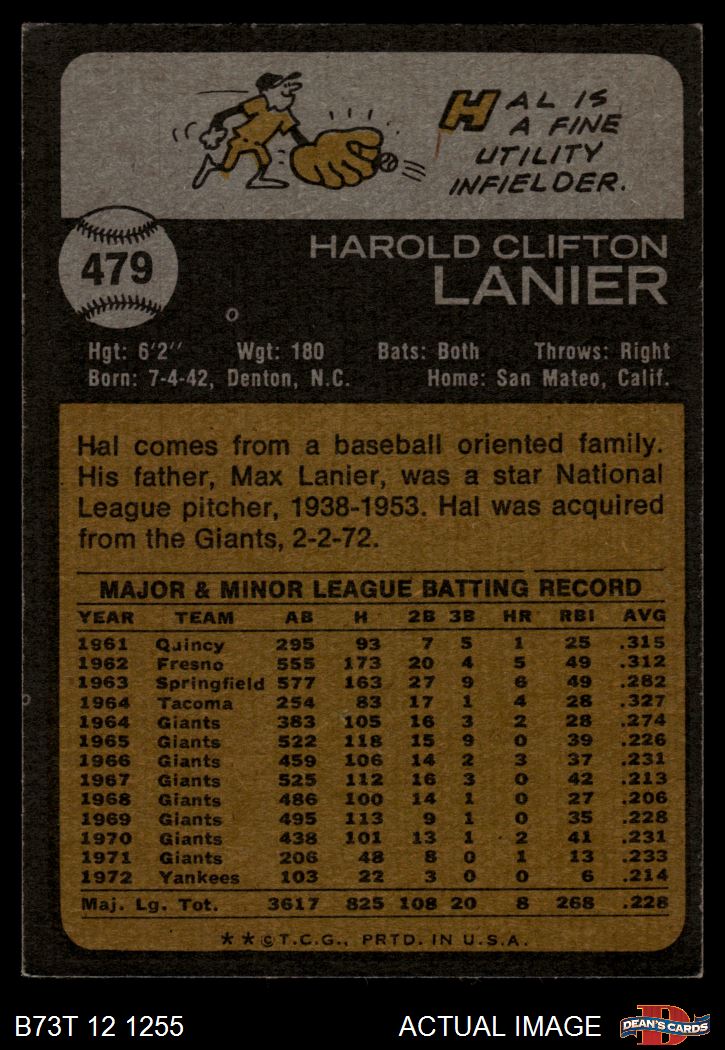 HAL IS
A FINE
UTILITY
INFIELDER.
479
HAROLD CLIFTON
LANIER
Hgt: 6'2" Wgt: 180 Bats: Both Throws: Right
Born: 7-4-42, Denton, N.C. Home: San Mateo, Calif.
Hal comes from a baseball oriented family.
His father, Max Lanier, was a star National
League pitcher, 1938-1953. Hal was acquired
from the Giants, 2-2-72.
MAJOR & MINOR LEAGUE BATTING RECORD
YEAR TEAM AB H 2B 3B HR RBI AVG
1961 Quincy 295 93 7 5 1 25 .315
1962 Fresno 555 173 20 4 5 49 .312
1963 Springfield 577 163 27 9 6 49 .282
1964 Tacoma 254 83 17 1 4 28 .327
1964 Giants 383 105 16 3 2 28 .274
1965 Giants 522 118 15 9 0 39 .226
1966 Giants 459 106 14 2 3 37 .231
1967 Giants 525 112 16 3 0 42 .213
1968 Giants 486 100 14 1 0 27 .206
1969 Giants 495 113 9 1 0 35 .228
1970 Giants 438 101 13 1 2 41 .231
1971 Giants 206 48 8 0 1 13 .233
1972 Yankees 103 22 3 0 0 6 .214
Maj. Lg. Tot. 3617 825 108 20 8 268 .228
**©T.C.G., PRTD. IN U.S.A.
B73T 12 1255 ACTUAL IMAGE
D
DEAN'S CARDS